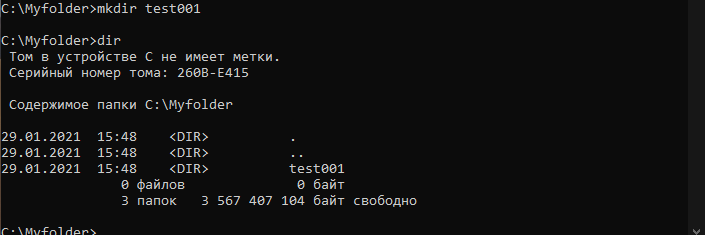 C:\Myfolder>mkdir test001
C:\Myfolder>dir
Том в устройстве C не имеет метки.
Серийный номер тома: 260B-E415
Содержимое папки C:\Myfolder
29.01.2021  15:48    <DIR>          .
29.01.2021  15:48    <DIR>          ..
29.01.2021  15:48    <DIR>          test001
0 файлов              0 байт
3 папок   3 567 407 104 байт свободно
C:\Myfolder>